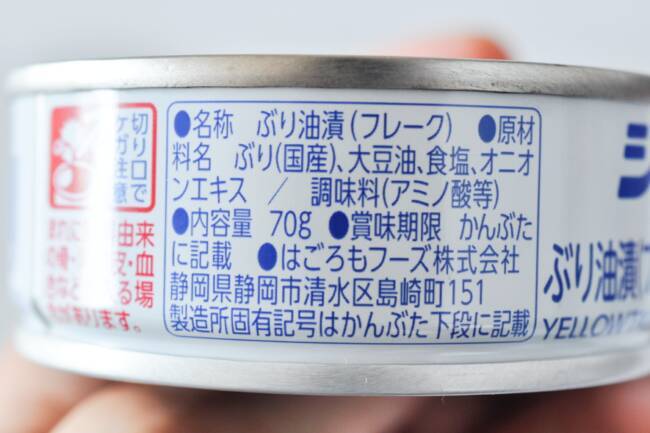 切り口で
ケガ注意
●名称 ぶり油漬(フレーク) ●原材
料名 ぶり(国産)、大豆油、食塩、オニオ
ンエキス / 調味料(アミノ酸等)
●内容量 70g ●賞味期限 かんぶた
に記載 ●はごろもフーズ株式会社
静岡県静岡市清水区島崎町151
製造所固有記号はかんぶた下段に記載
ぶり油漬